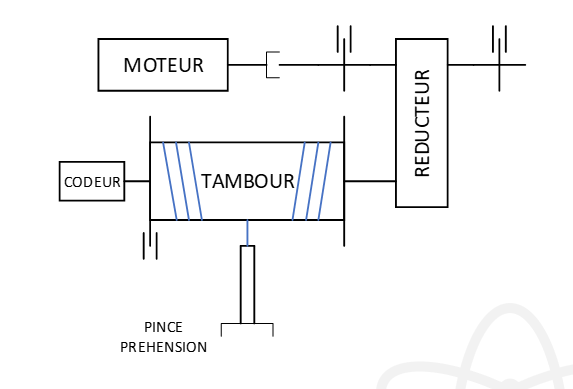 MOTEUR
REDUCTEUR
CODEUR
TAMBOUR
PINCE
PREHENSION